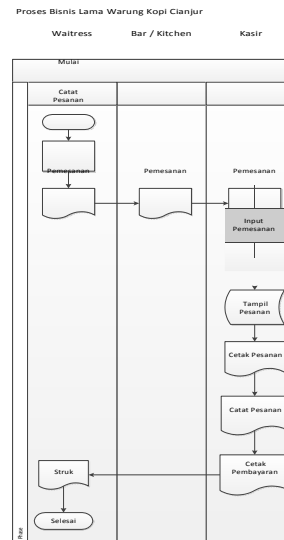 Proses Bisnis Lama Warung Kopi Cianjur
Waitress
Bar / Kitchen
Kasir
Mulai
Catat
Pesanan
Pemesanan
Pemesanan
Pemesanan
Input
Pemesanan
Tampil
Pesanan
Cetak Pesanan
Catat Pesanan
Struk
Cetak
Pembayaran
Selesai